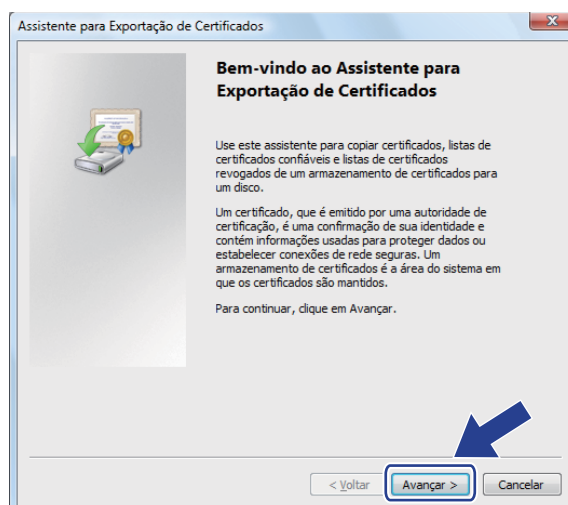 Assistente para Exportação de Certificados
Bem-vindo ao Assistente para
Exportação de Certificados
Use este assistente para copiar certificados, listas de
certificados confiáveis e listas de certificados
revogados de um armazenamento de certificados para
um disco.
Um certificado, que é emitido por uma autoridade de
certificação, é uma confirmação de sua identidade e
contém informações usadas para proteger dados ou
estabelecer conexões de rede seguras. Um
armazenamento de certificados é a área do sistema em
que os certificados são mantidos.
Para continuar, clique em Avançar.
< Voltar Avançar > Cancelar